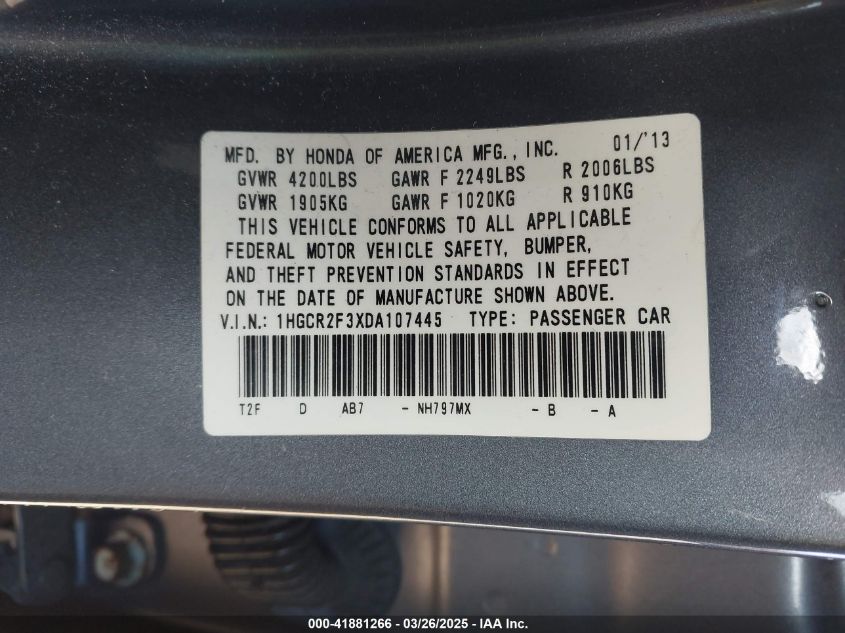 MFD. BY HONDA OF AMERICA MFG., INC. 01/'13
GVWR 4200LBS GAWR F 2249LBS R 2006LBS
GVWR 1905KG GAWR F 1020KG R 910KG
THIS VEHICLE CONFORMS TO ALL APPLICABLE
FEDERAL MOTOR VEHICLE SAFETY, BUMPER,
AND THEFT PREVENTION STANDARDS IN EFFECT
ON THE DATE OF MANUFACTURE SHOWN ABOVE.
V.I.N.: 1HGCR2F3XDA107445 TYPE: PASSENGER CAR
T2F D AB7 - NH797MX - B - A
000-41881266 - 03/26/2025 - IAA Inc.